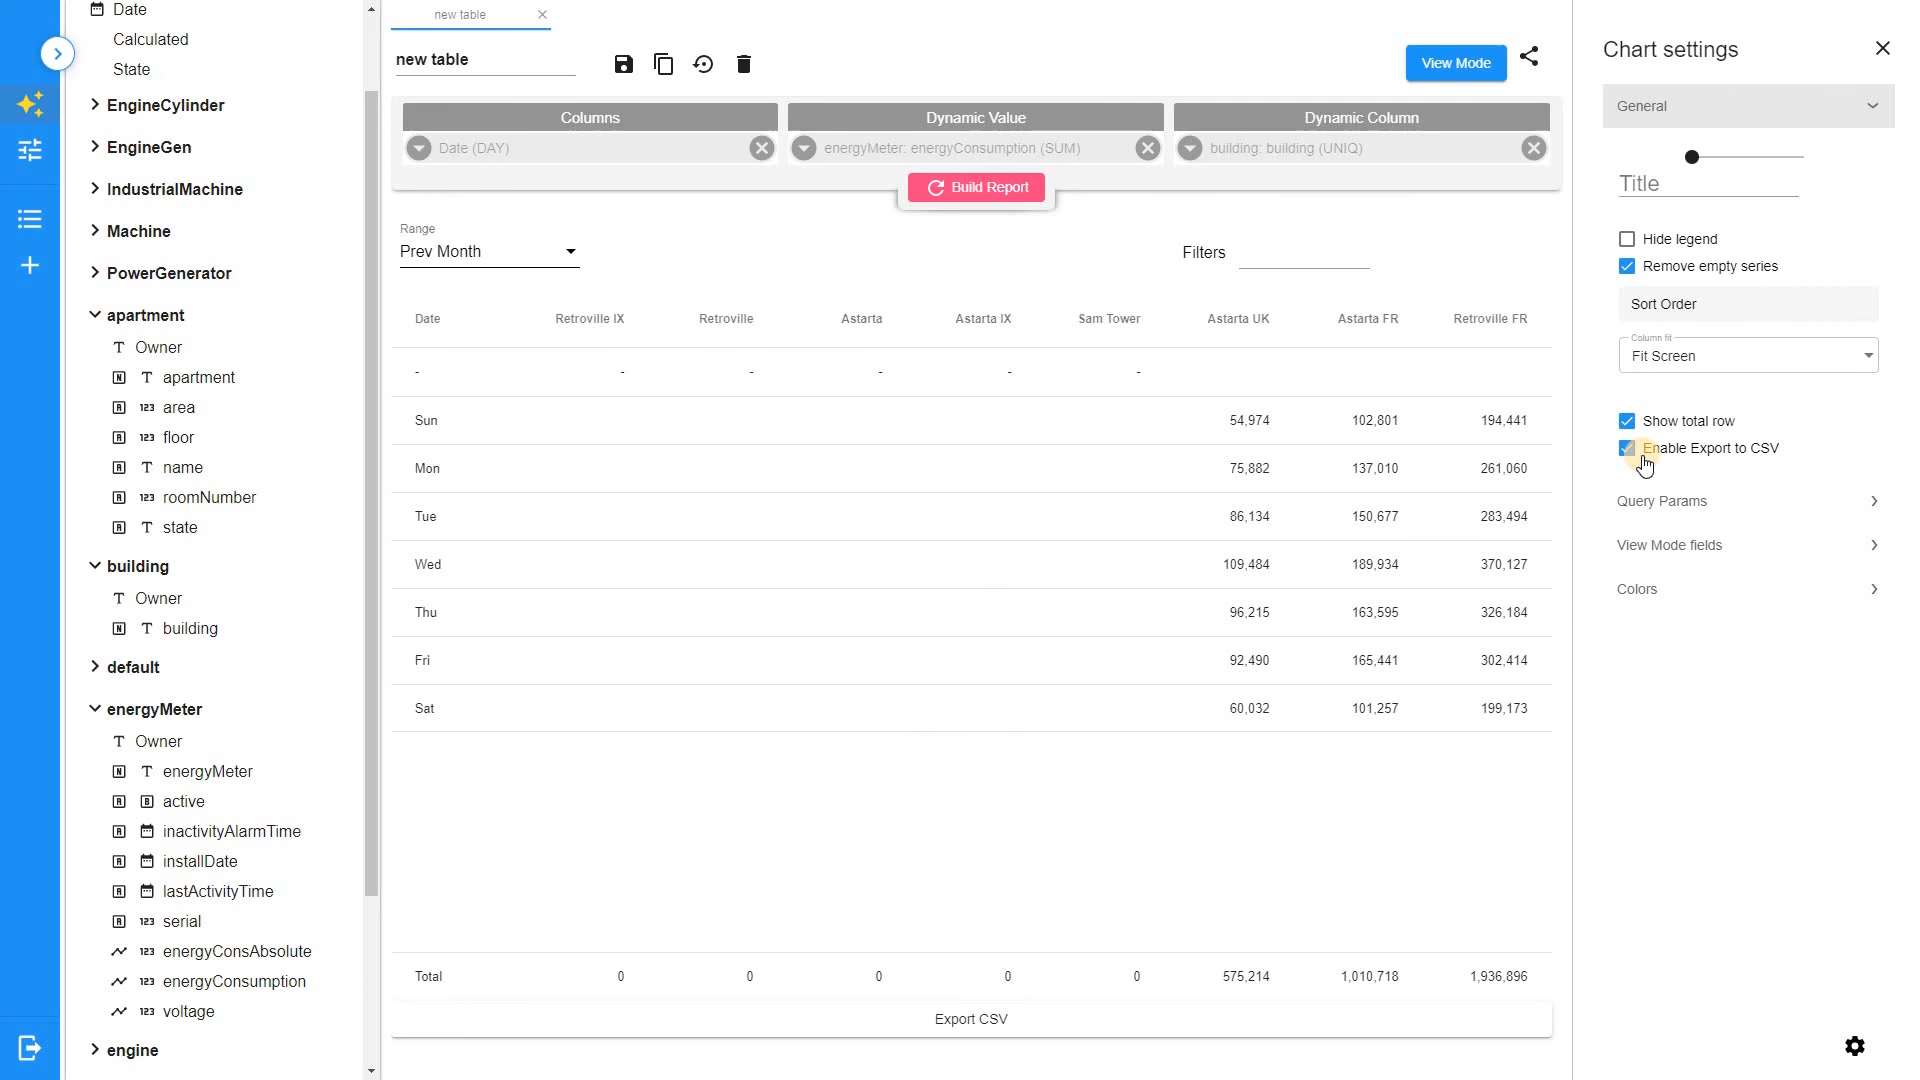 Date
Calculated
State
EngineCylinder
EngineGen
IndustrialMachine
Machine
PowerGenerator
apartment
T Owner
N T apartment
A 123 area
A 123 floor
A T name
A 123 roomNumber
A T state
building
T Owner
N T building
default
energyMeter
T Owner
N T energyMeter
A B active
A inactivityAlarmTime
A installDate
A lastActivityTime
A 123 serial
123 energyConsAbsolute
123 energyConsumption
123 voltage
engine
new table
new table
View Mode
Columns Dynamic Value Dynamic Column
Date (DAY) energyMeter: energyConsumption (SUM) building: building (UNIQ)
Build Report
Range
Prev Month
Filters
Date Retroville IX Retroville Astarta Astarta IX Sam Tower Astarta UK Astarta FR Retroville FR
- - - - - -
Sun 54,974 102,801 194,441
Mon 75,882 137,010 261,060
Tue 86,134 150,677 283,494
Wed 109,484 189,934 370,127
Thu 96,215 163,595 326,184
Fri 92,490 165,441 302,414
Sat 60,032 101,257 199,173
Total 0 0 0 0 0 575,214 1,010,718 1,936,896
Export CSV
Chart settings
General
Title
Hide legend
Remove empty series
Sort Order
Column fit
Fit Screen
Show total row
Enable Export to CSV
Query Params
View Mode fields
Colors